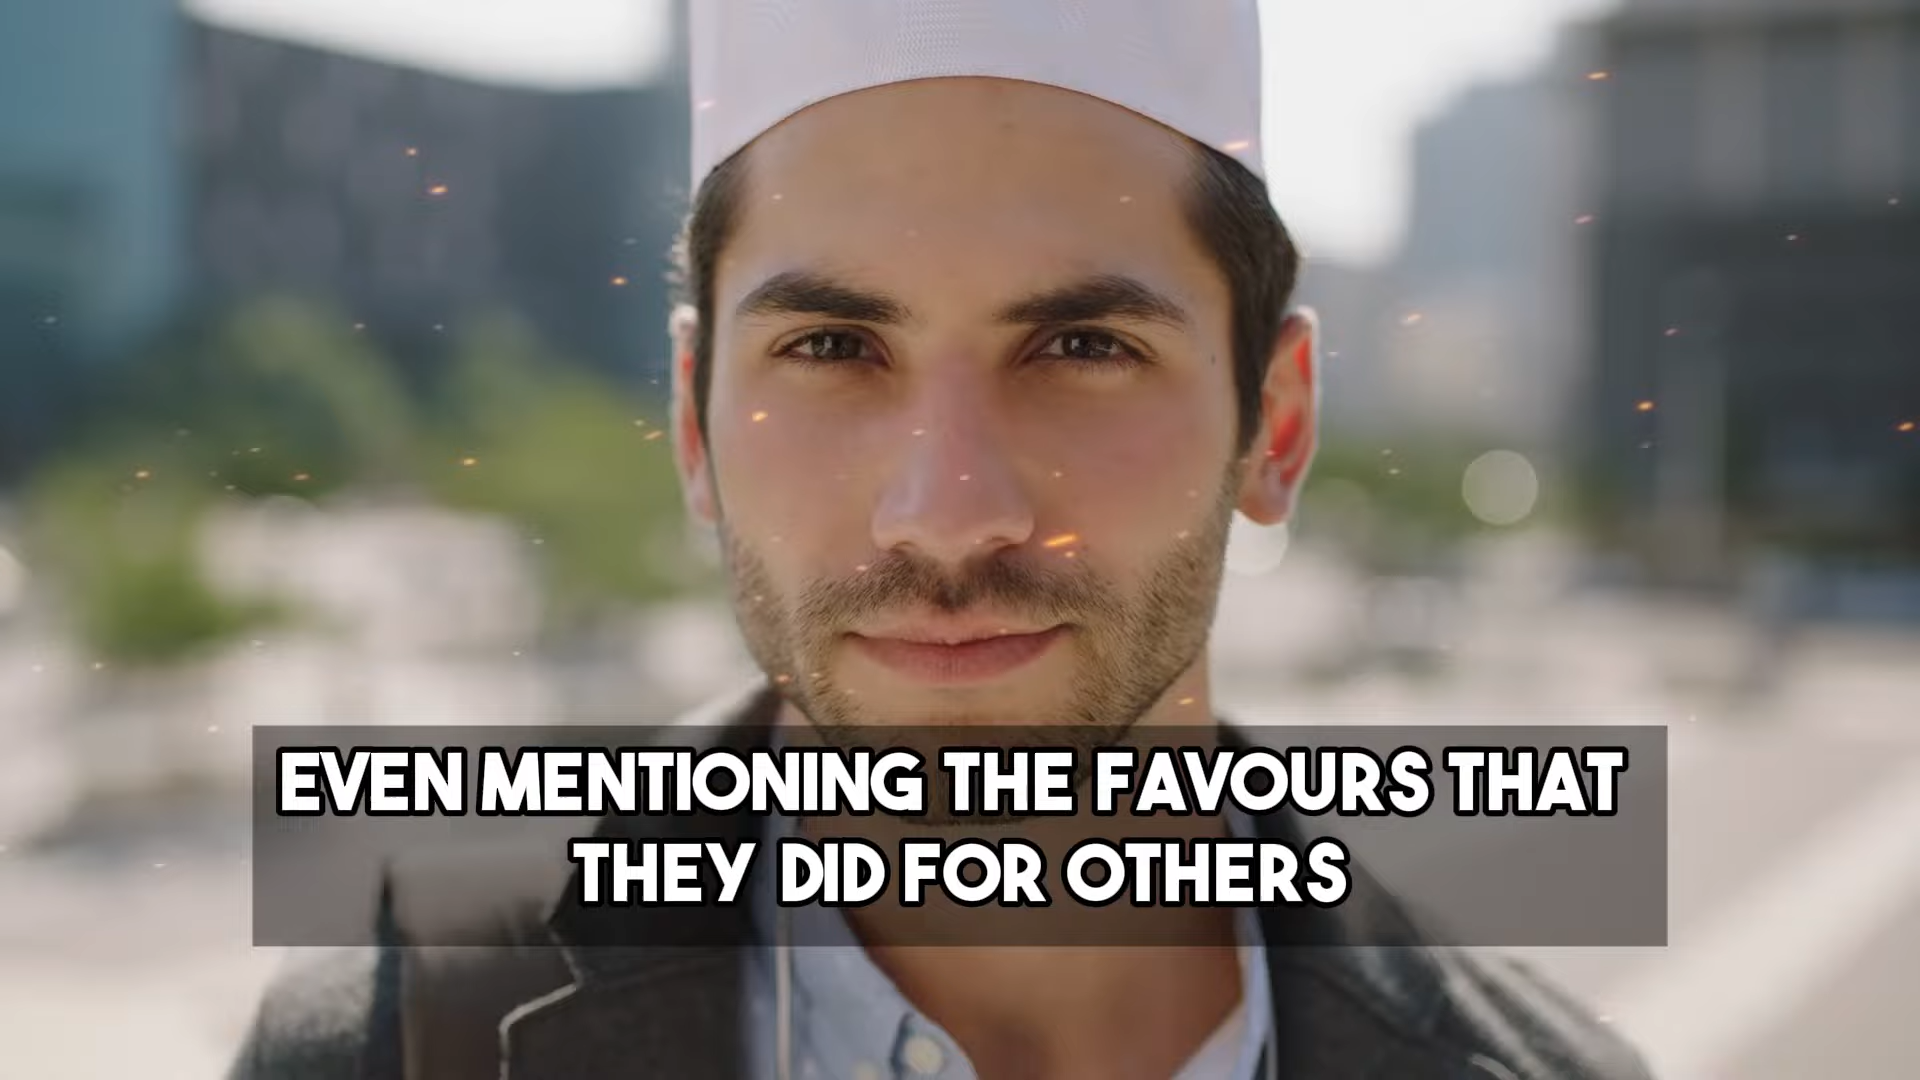 EVEN MENTIONING THE FAVOURS THAT
THEY DID FOR OTHERS